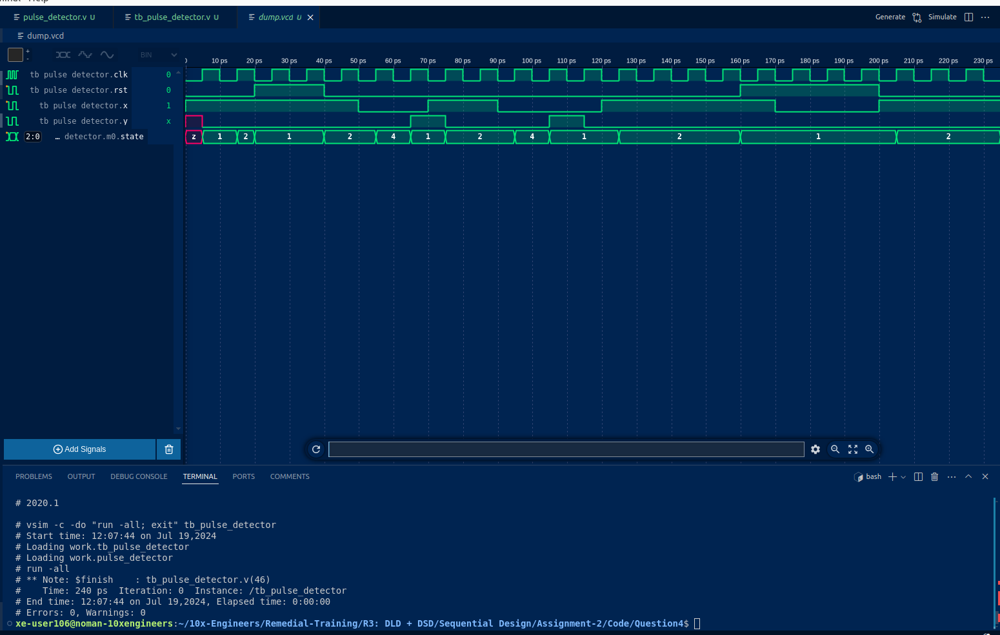 minal Help
pulse_detector.v U
tb_pulse_detector.v U
dump.vcd U
Generate
Simulate
dump.vcd
+
-
BIN
0 10 ps 20 ps 30 ps 40 ps 50 ps 60 ps 70 ps 80 ps 90 ps 100 ps 110 ps 120 ps 130 ps 140 ps 150 ps 160 ps 170 ps 180 ps 190 ps 200 ps 210 ps 220 ps 230 ps
tb pulse detector.clk 0
tb pulse detector.rst 0
tb pulse detector.x 1
tb pulse detector.y x
2:0 … detector.m0.state z 1 2 1 2 4 1 2 4 1 2 1 2
Add Signals
PROBLEMS OUTPUT DEBUG CONSOLE TERMINAL PORTS COMMENTS
bash
# 2020.1
# vsim -c -do "run -all; exit" tb_pulse_detector
# Start time: 12:07:44 on Jul 19,2024
# Loading work.tb_pulse_detector
# Loading work.pulse_detector
# run -all
# ** Note: $finish    : tb_pulse_detector.v(46)
#    Time: 240 ps  Iteration: 0  Instance: /tb_pulse_detector
# End time: 12:07:44 on Jul 19,2024, Elapsed time: 0:00:00
# Errors: 0, Warnings: 0
xe-user106@noman-10xengineers:~/10x-Engineers/Remedial-Training/R3: DLD + DSD/Sequential Design/Assignment-2/Code/Question4$